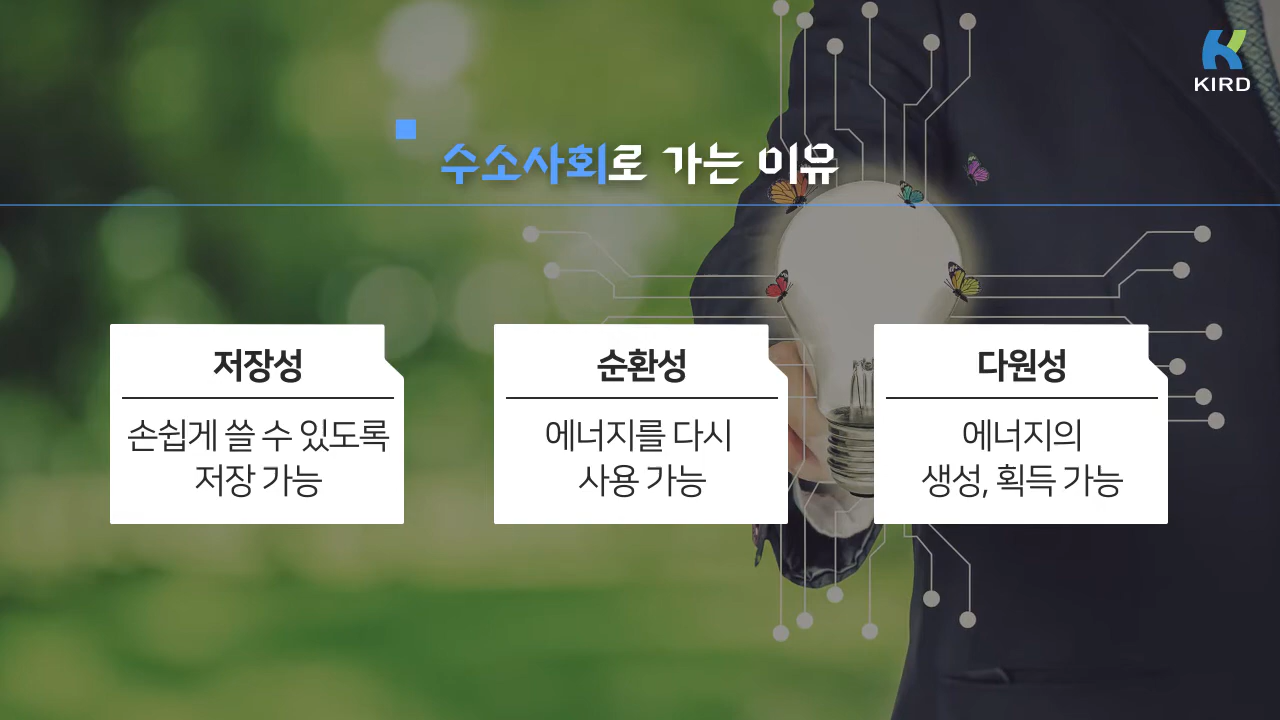 KIRD
수소사회로 가는 이유
저장성
손쉽게 쓸 수 있도록
저장 가능
순환성
에너지를 다시
사용 가능
다원성
에너지의
생성, 획득 가능